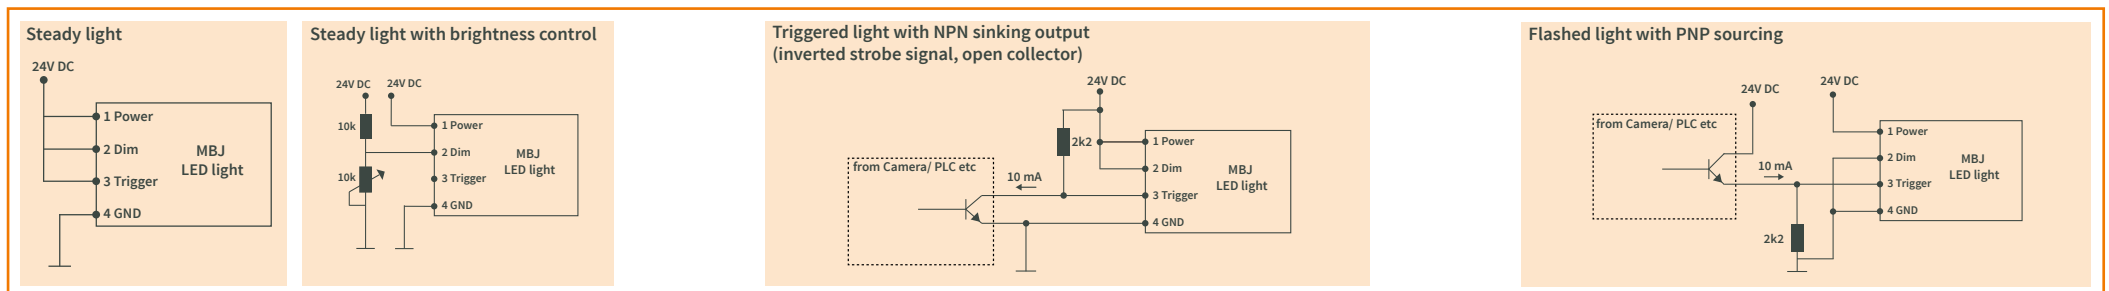 Steady light
24V DC
1 Power
2 Dim
3 Trigger
4 GND
MBJ
LED light
Steady light with brightness control
24V DC
24V DC
10k
10k
1 Power
2 Dim
3 Trigger
4 GND
MBJ
LED light
Triggered light with NPN sinking output
(inverted strobe signal, open collector)
24V DC
2k2
from Camera/ PLC etc
10 mA
1 Power
2 Dim
3 Trigger
4 GND
MBJ
LED light
Flashed light with PNP sourcing
24V DC
24V DC
from Camera/ PLC etc
10 mA
2k2
1 Power
2 Dim
3 Trigger
4 GND
MBJ
LED light